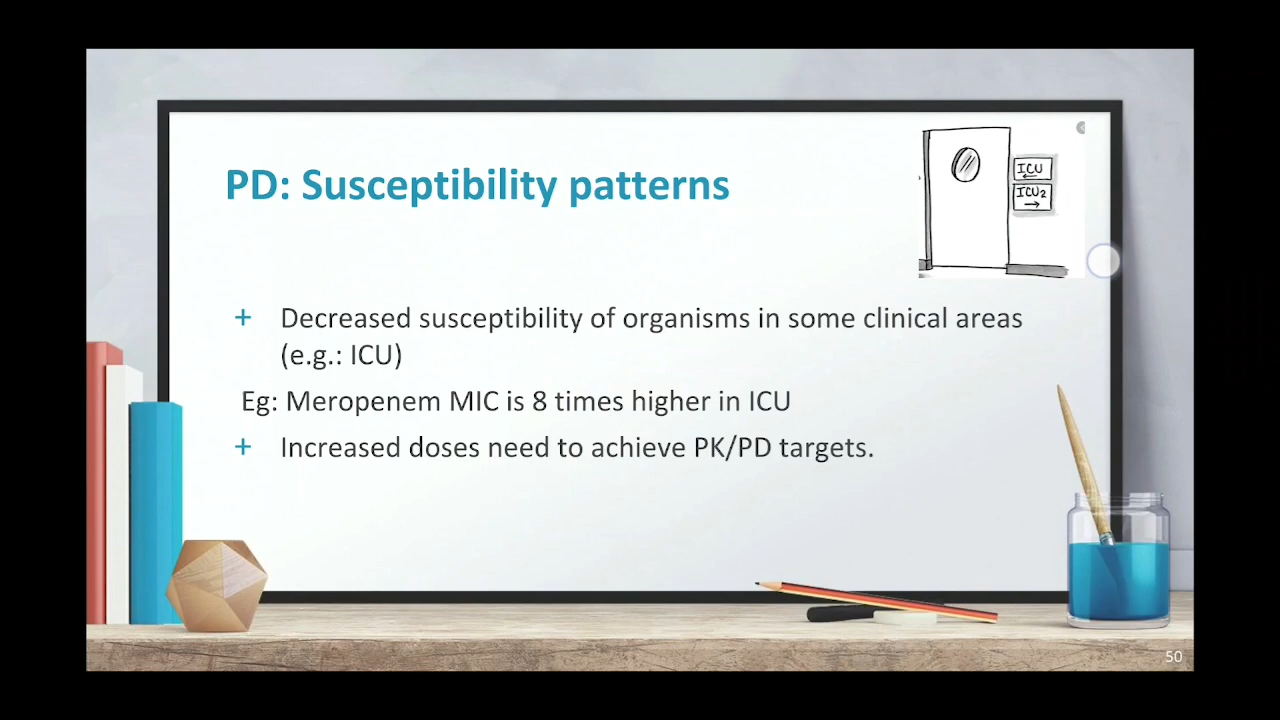 PD: Susceptibility patterns
ICU
ICU2
+ Decreased susceptibility of organisms in some clinical areas
(e.g.: ICU)
Eg: Meropenem MIC is 8 times higher in ICU
+ Increased doses need to achieve PK/PD targets.
50